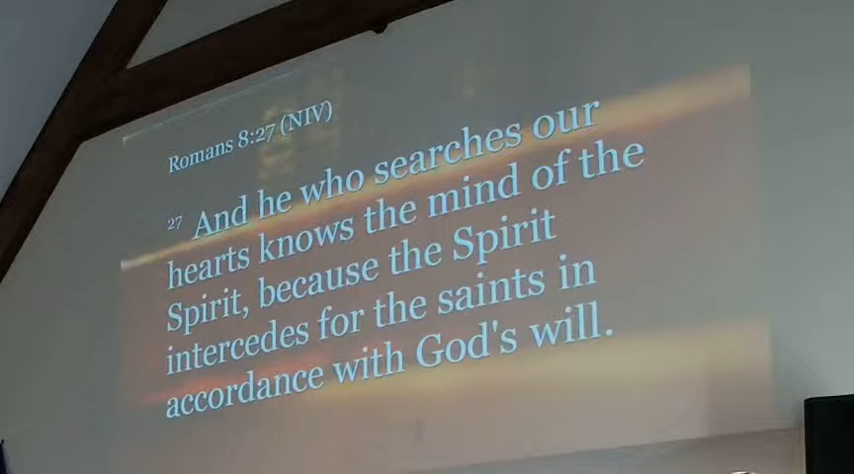 Romans 8:27 (NIV)
27 And he who searches our
hearts knows the mind of the
Spirit, because the Spirit
intercedes for the saints in
accordance with God's will.